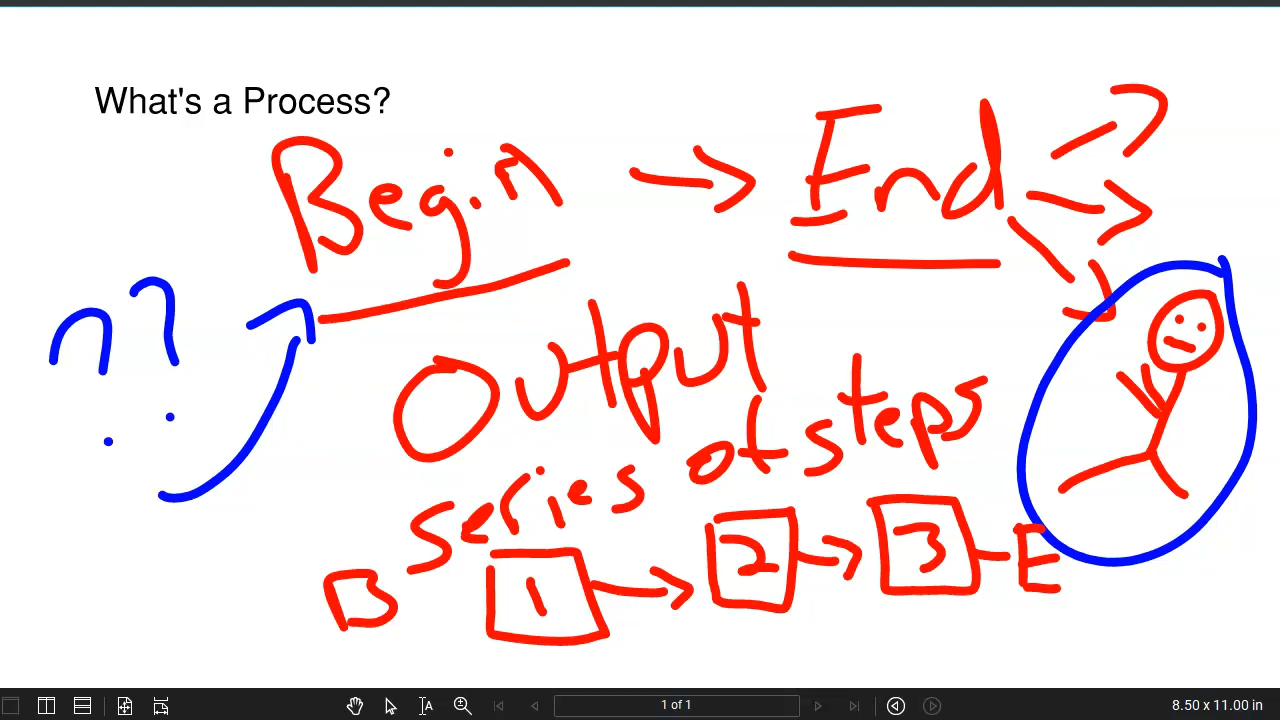 What's a Process?
Begin → End
??
Output
series of steps
B 1 → 2 → 3 - E
1 of 1
8.50 x 11.00 in